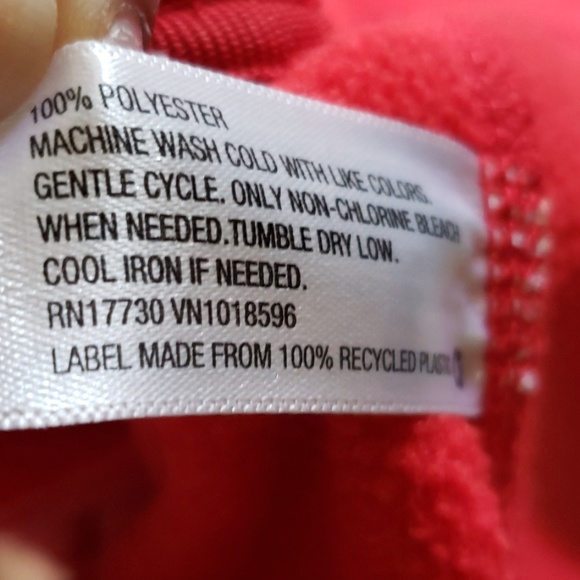 100% POLYESTER
MACHINE WASH COLD WITH LIKE COLORS.
GENTLE CYCLE. ONLY NON-CHLORINE BLEACH
WHEN NEEDED.TUMBLE DRY LOW.
COOL IRON IF NEEDED.
RN17730 VN1018596
LABEL MADE FROM 100% RECYCLED PLASTIC